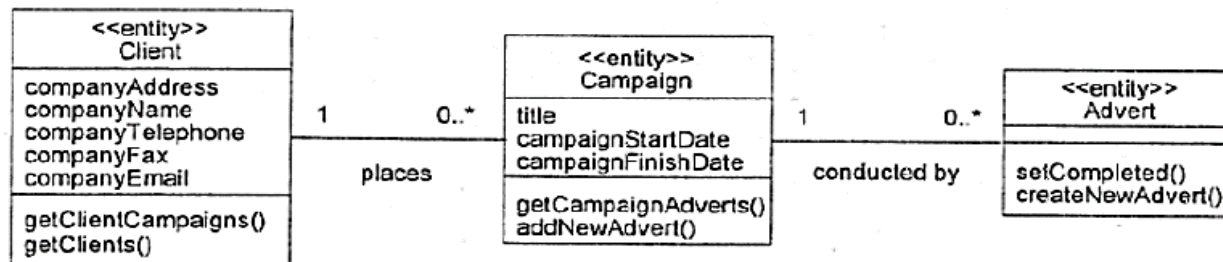 <<entity>>
Client
companyAddress
companyName
companyTelephone
companyFax
companyEmail
getClientCampaigns()
getClients()
1
0..*
places
<<entity>>
Campaign
title
campaignStartDate
campaignFinishDate
getCampaignAdverts()
addNewAdvert()
1
0..*
conducted by
<<entity>>
Advert
setCompleted()
createNewAdvert()